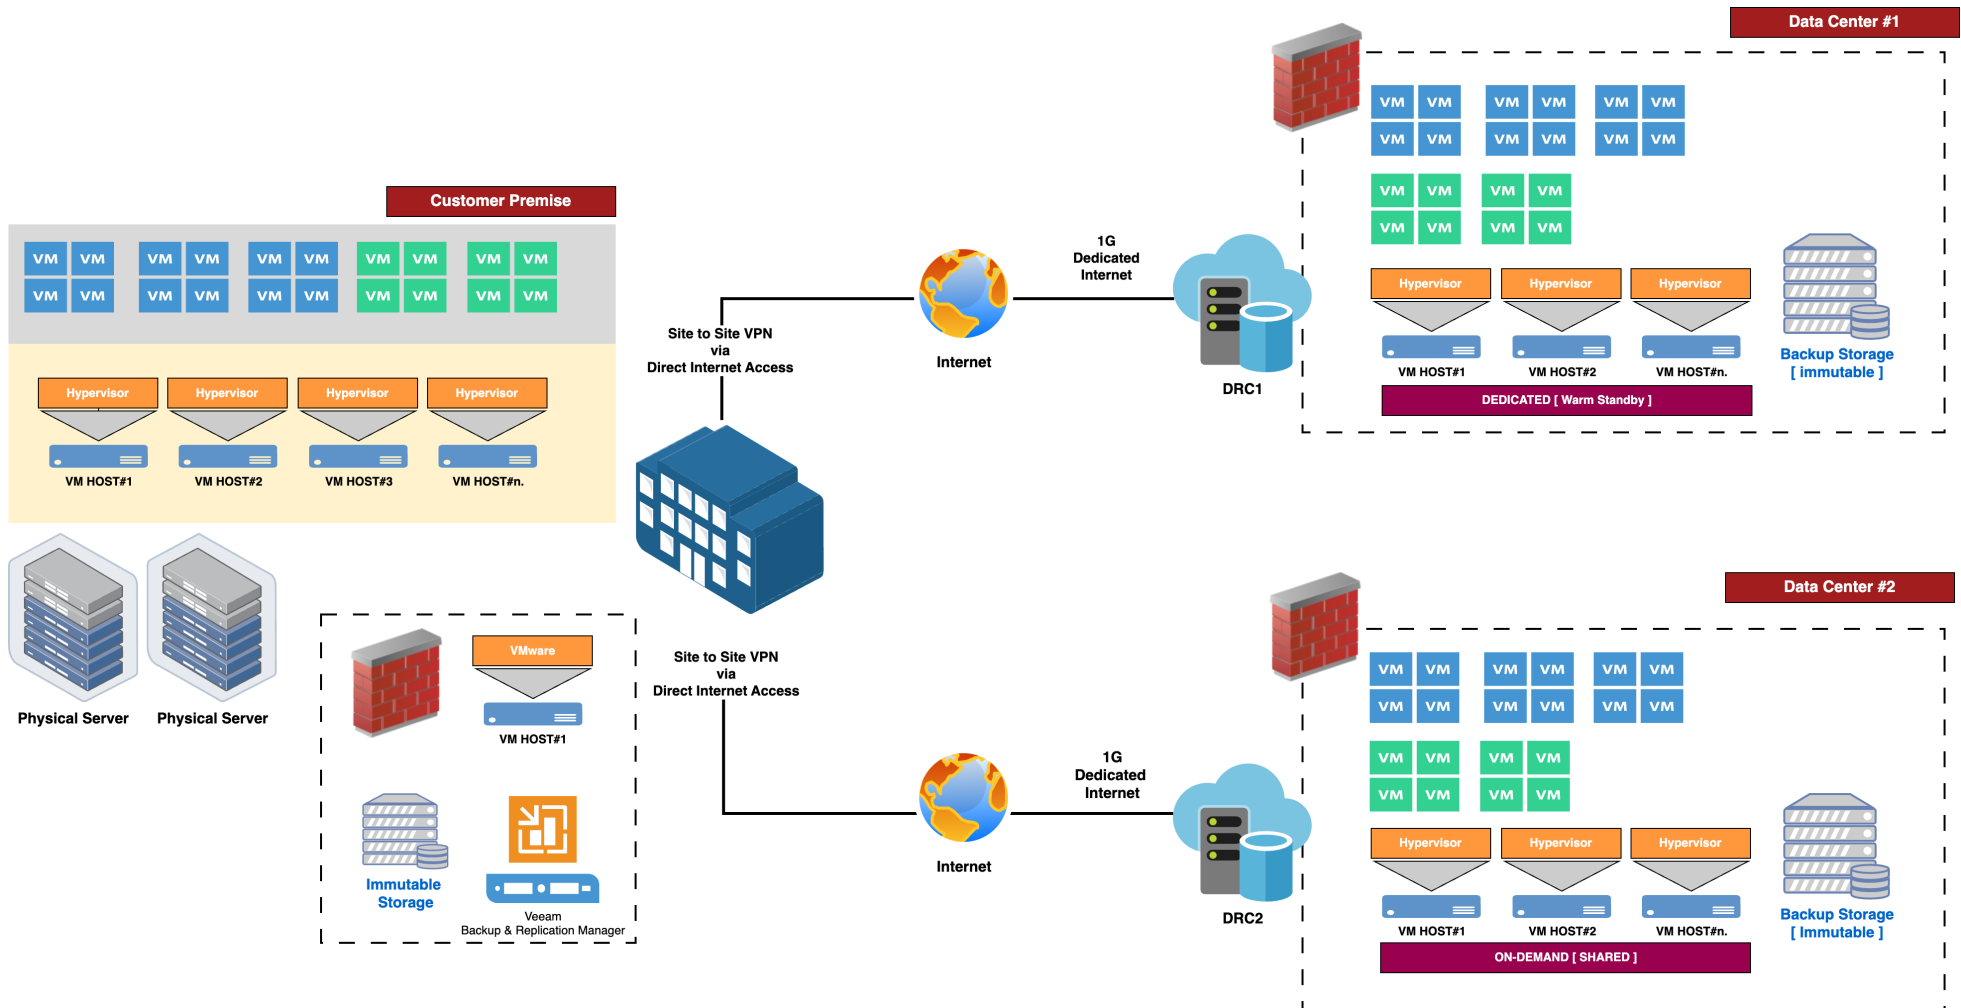 Data Center #1
VM VM VM VM VM VM
VM VM VM VM VM VM
VM VM VM VM
VM VM VM VM
Hypervisor Hypervisor Hypervisor
VM HOST#1 VM HOST#2 VM HOST#n.
DEDICATED [ Warm Standby ]
Backup Storage
[ immutable ]
Customer Premise
VM VM VM VM VM VM VM VM VM VM
VM VM VM VM VM VM VM VM VM VM
Hypervisor Hypervisor Hypervisor Hypervisor
VM HOST#1 VM HOST#2 VM HOST#3 VM HOST#n.
Physical Server Physical Server
Site to Site VPN
via
Direct Internet Access
Internet
1G
Dedicated
Internet
DRC1
VMware
VM HOST#1
Immutable
Storage
Veeam
Backup & Replication Manager
Site to Site VPN
via
Direct Internet Access
Internet
1G
Dedicated
Internet
DRC2
Data Center #2
VM VM VM VM VM VM
VM VM VM VM VM VM
VM VM VM VM
VM VM VM VM
Hypervisor Hypervisor Hypervisor
VM HOST#1 VM HOST#2 VM HOST#n.
ON-DEMAND [ SHARED ]
Backup Storage
[ Immutable ]